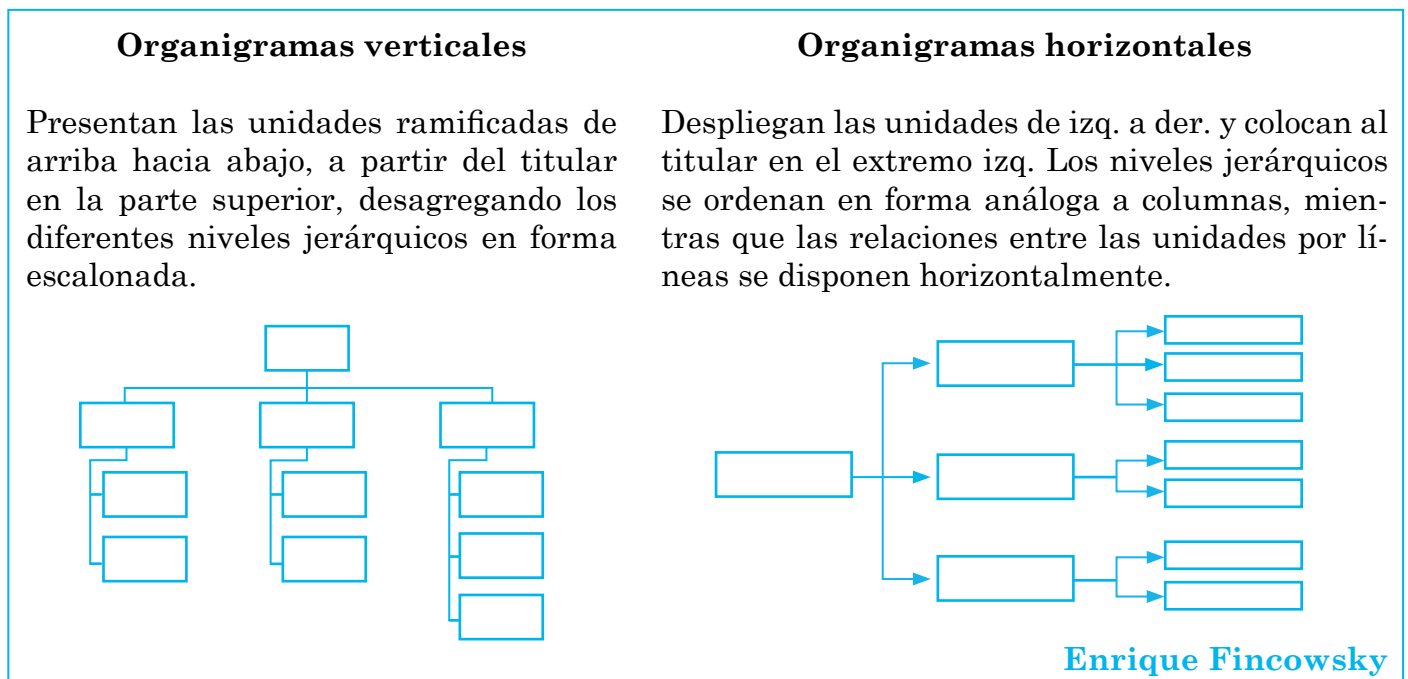 Organigramas verticales
Presentan las unidades ramificadas de
arriba hacia abajo, a partir del titular
en la parte superior, desagregando los
diferentes niveles jerárquicos en forma
escalonada.
Organigramas horizontales
Despliegan las unidades de izq. a der. y colocan al
titular en el extremo izq. Los niveles jerárquicos
se ordenan en forma análoga a columnas, mien-
tras que las relaciones entre las unidades por lí-
neas se disponen horizontalmente.
Enrique Fincowsky